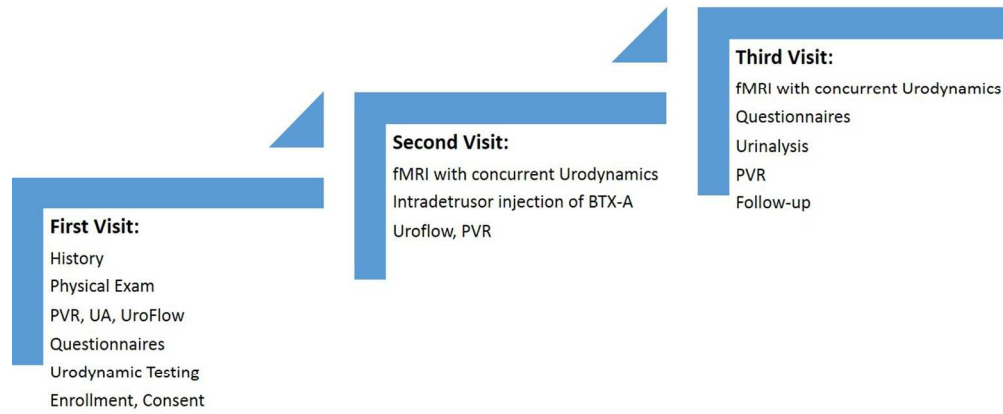 First Visit:
History
Physical Exam
PVR, UA, UroFlow
Questionnaires
Urodynamic Testing
Enrollment, Consent
Second Visit:
fMRI with concurrent Urodynamics
Intradetrusor injection of BTX-A
Uroflow, PVR
Third Visit:
fMRI with concurrent Urodynamics
Questionnaires
Urinalysis
PVR
Follow-up